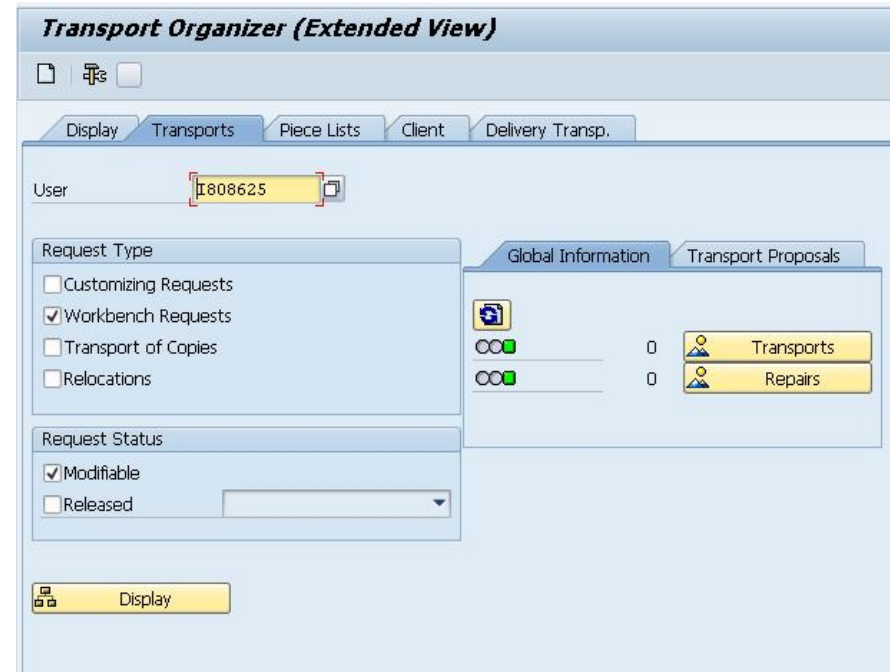 Transport Organizer (Extended View)
Display Transports Piece Lists Client Delivery Transp.
User I808625
Request Type
Customizing Requests
Workbench Requests
Transport of Copies
Relocations
Request Status
Modifiable
Released
Display
Global Information Transport Proposals
0 Transports
0 Repairs